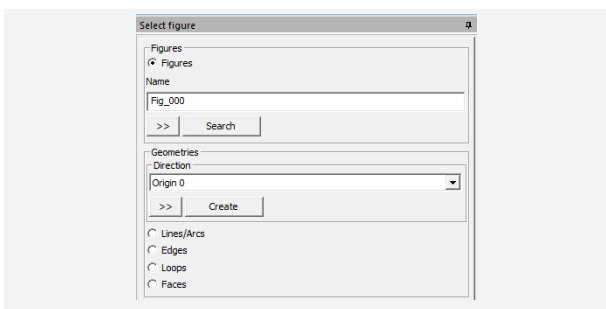 Select figure
Figures
Figures
Name
Fig_000
>> Search
Geometries
Direction
Origin 0
>> Create
Lines/Arcs
Edges
Loops
Faces